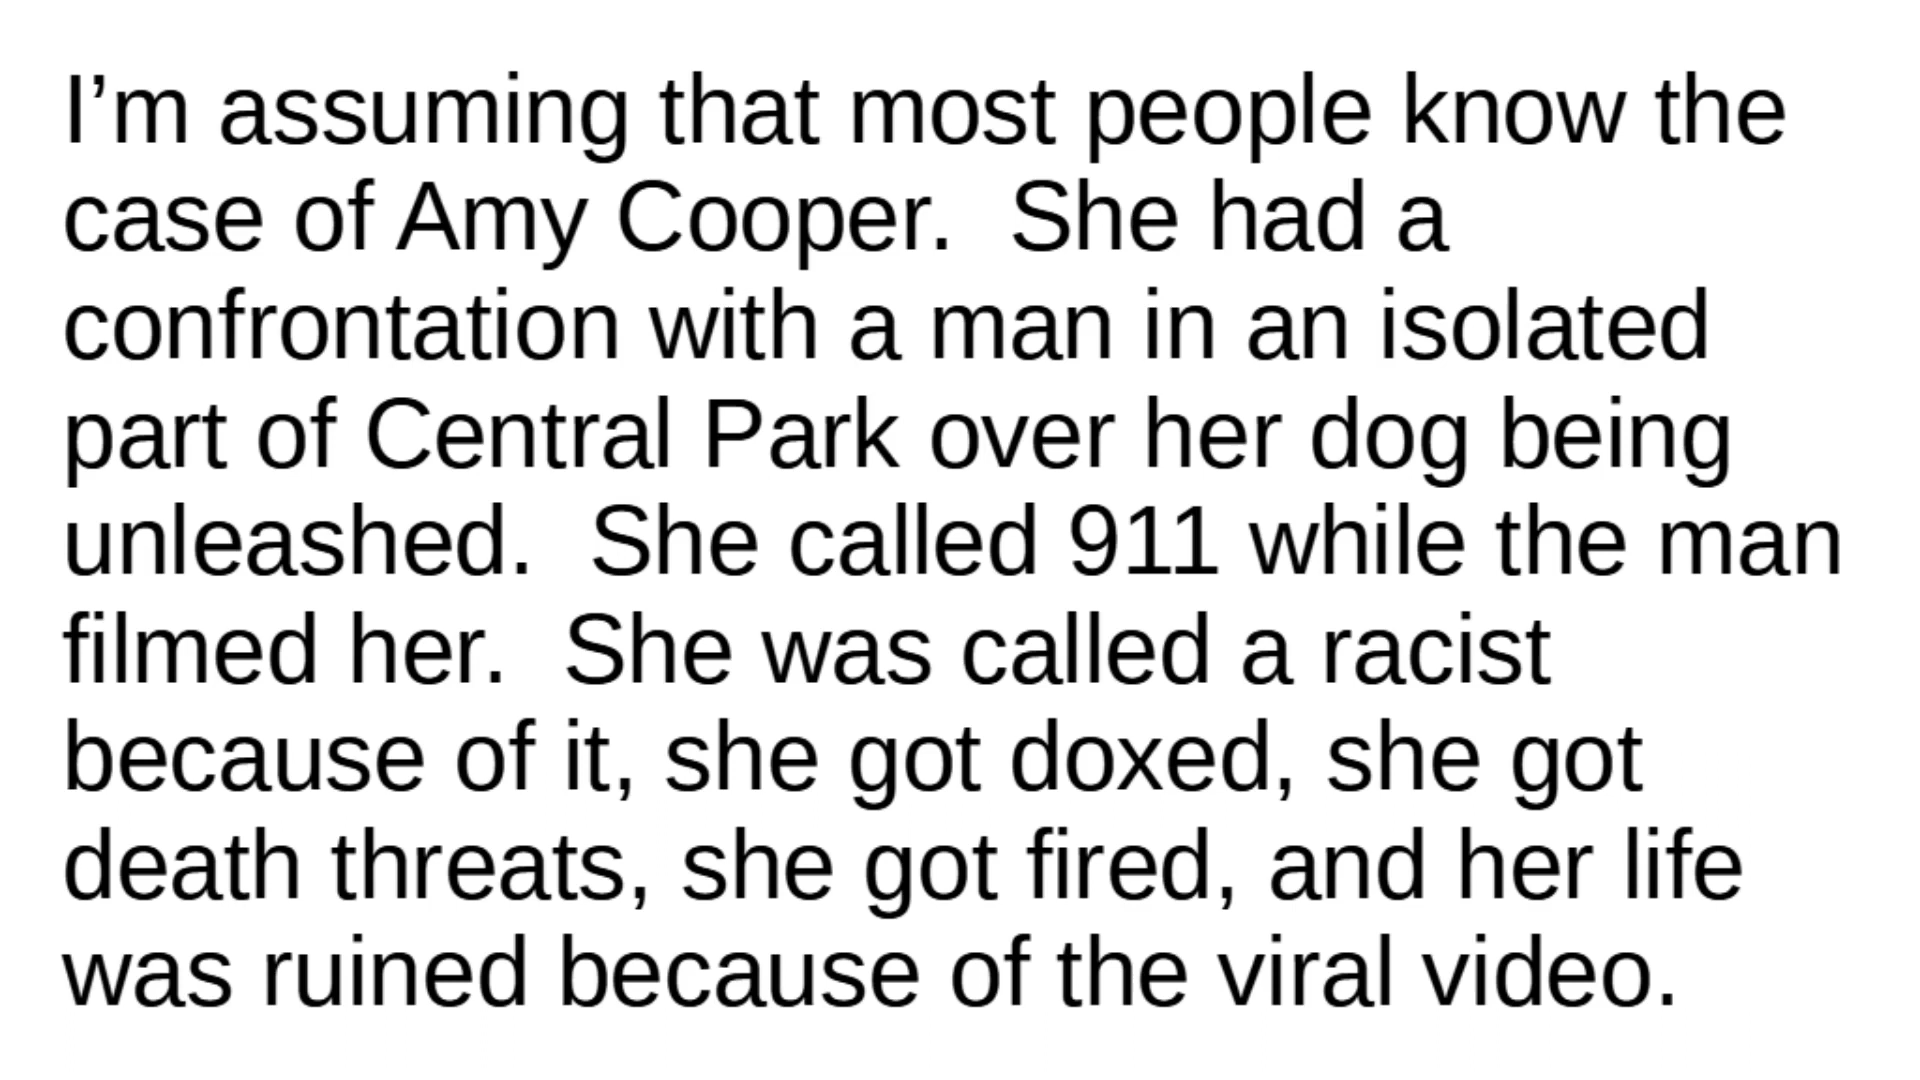 I’m assuming that most people know the
case of Amy Cooper.  She had a
confrontation with a man in an isolated
part of Central Park over her dog being
unleashed.  She called 911 while the man
filmed her.  She was called a racist
because of it, she got doxed, she got
death threats, she got fired, and her life
was ruined because of the viral video.